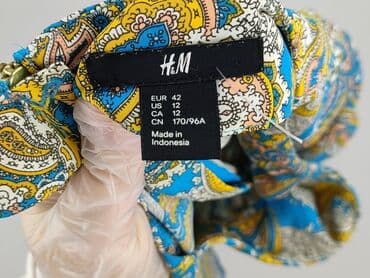 H&M
EUR 42
US 12
CA 12
CN 170/96A
Made in
Indonesia